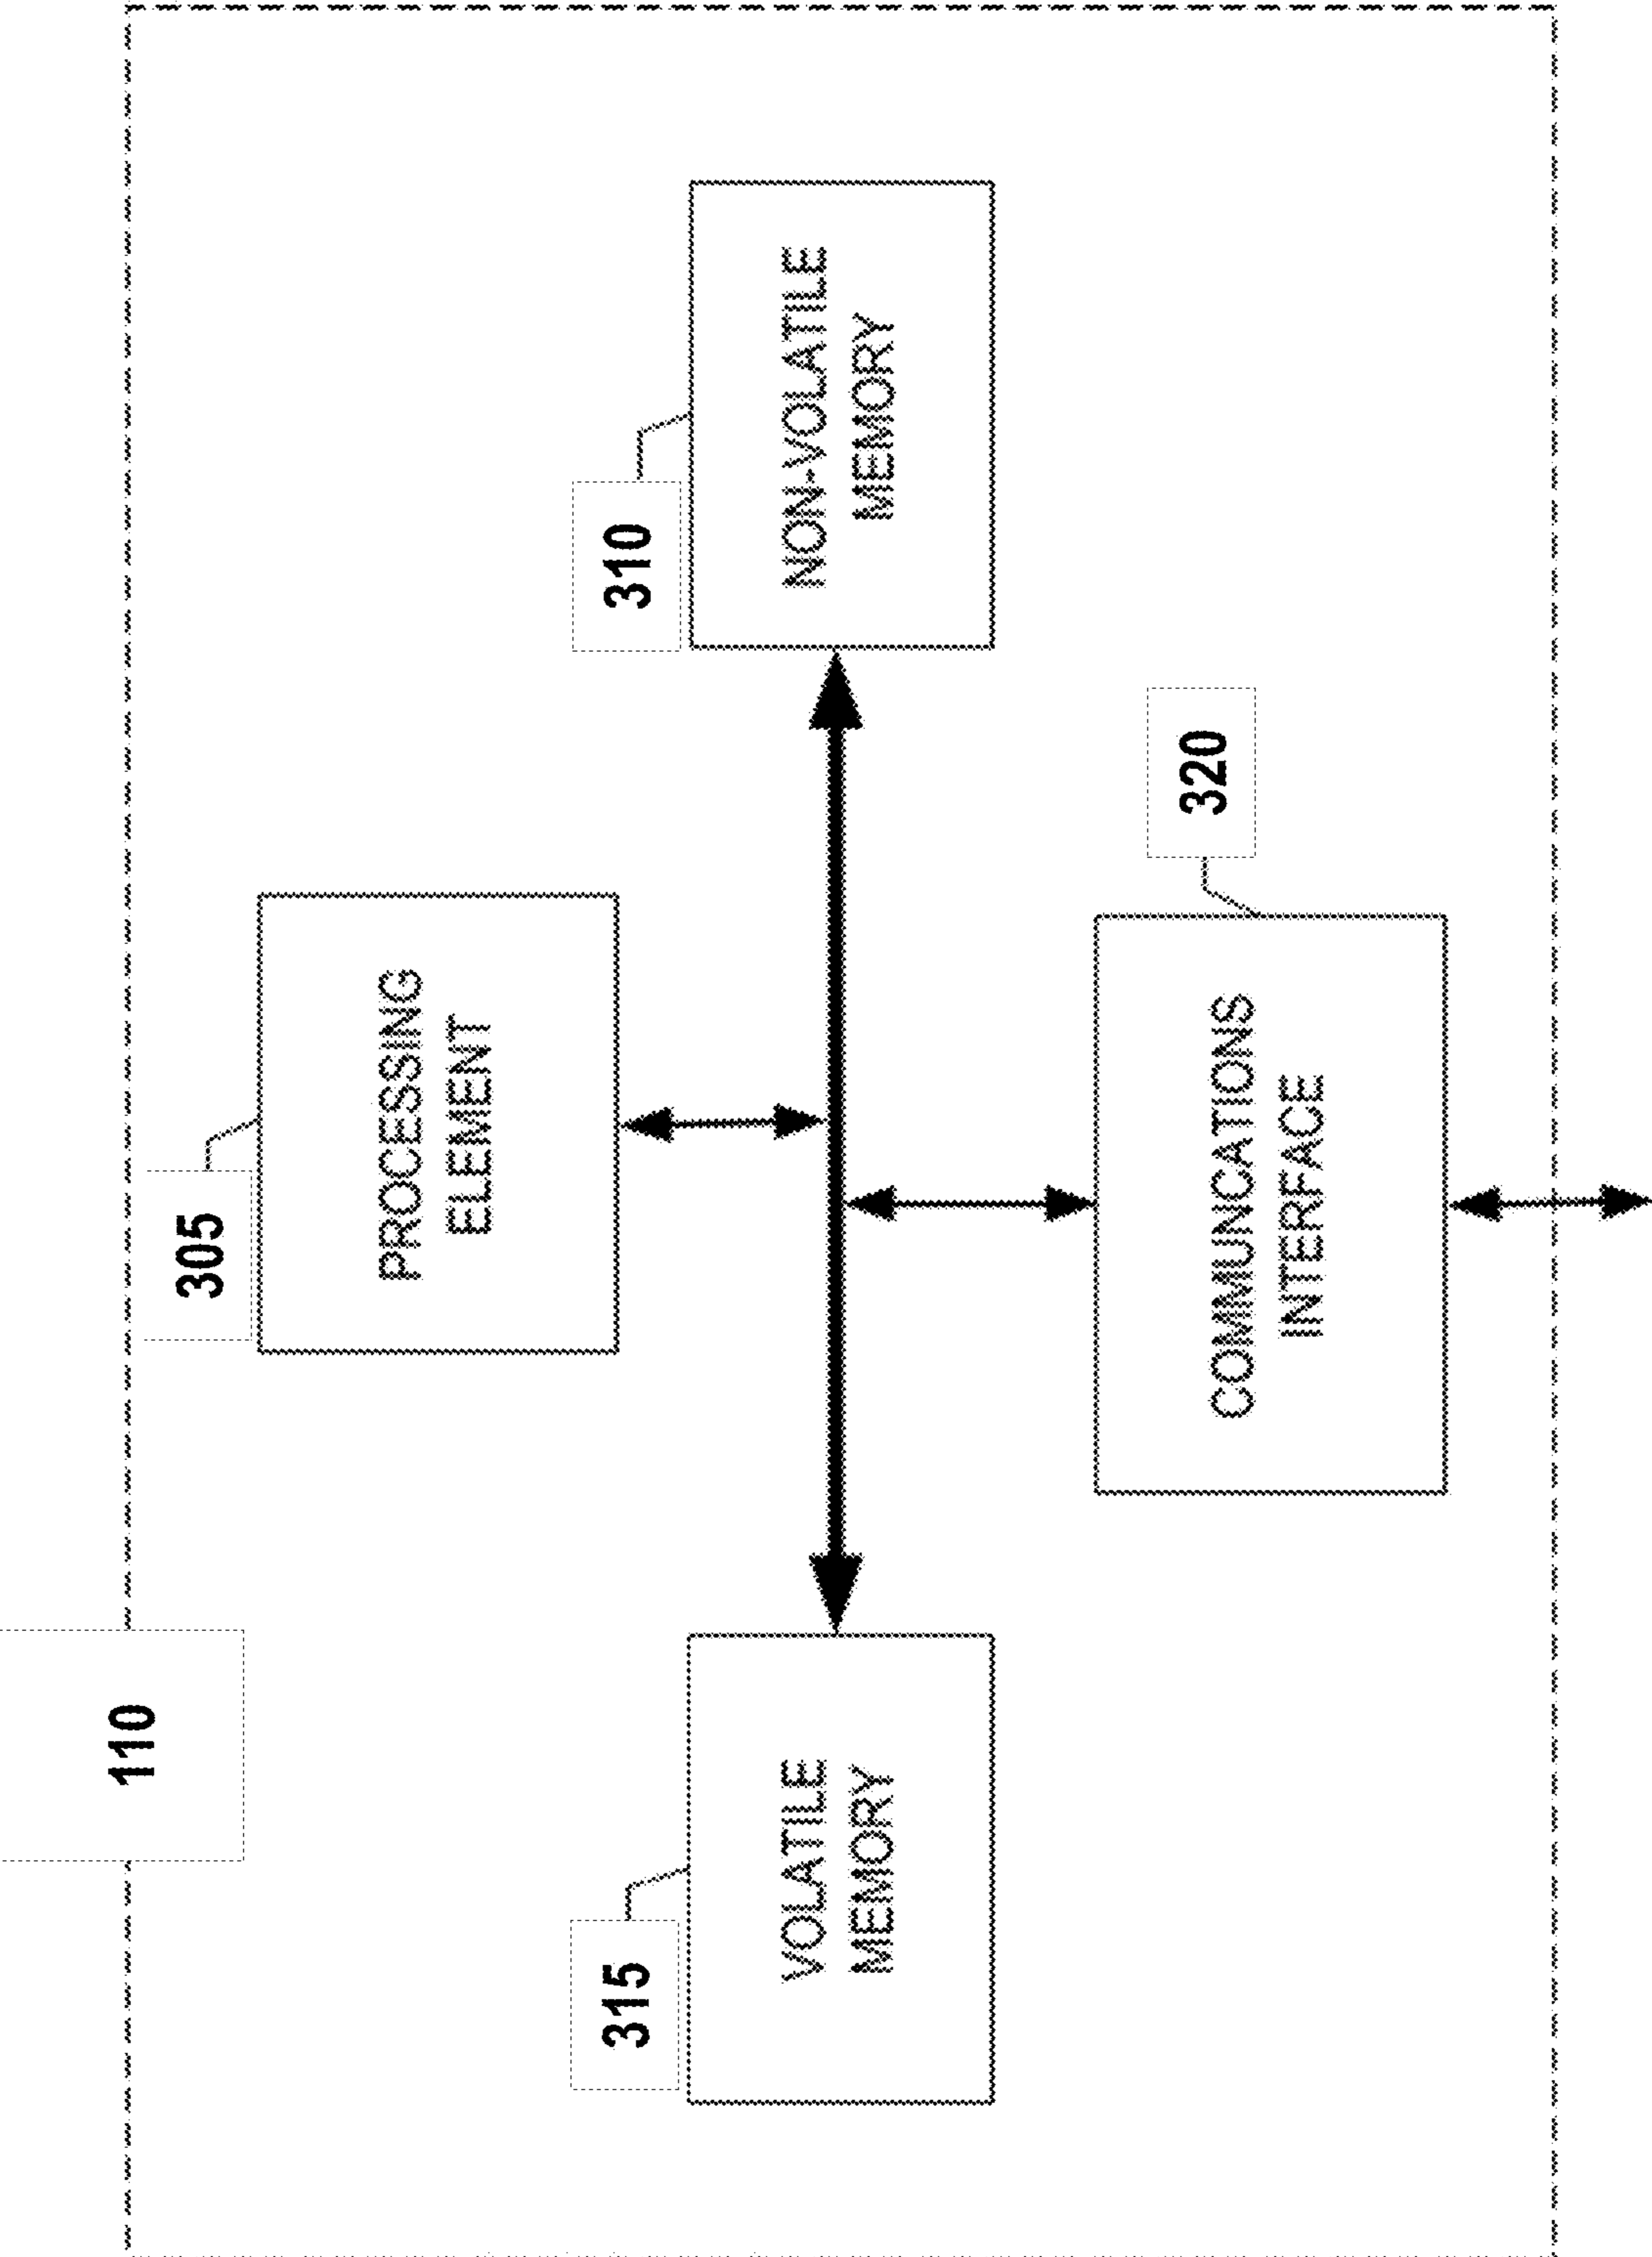 110
305
PROCESSING
ELEMENT
315
VOLATILE
MEMORY
310
NON-VOLATILE
MEMORY
320
COMMUNCATIONS
INTERFACE